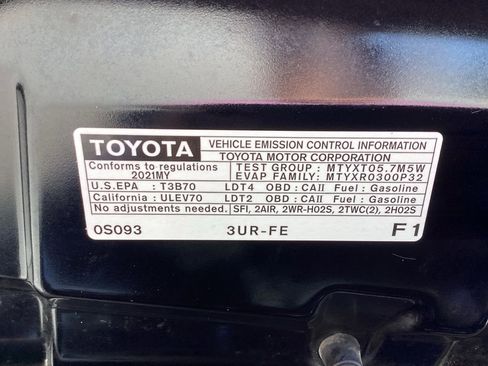 TOYOTA VEHICLE EMISSION CONTROL INFORMATION
TOYOTA MOTOR CORPORATION
Conforms to regulations TEST GROUP : MTYXT05.7M5W
2021MY EVAP FAMILY: MTYXR0300P32
U.S.EPA : T3B70 LDT4 OBD : CAII Fuel : Gasoline
California : ULEV70 LDT2 OBD : CAII Fuel : Gasoline
No adjustments needed. SFI, 2AIR, 2WR-HO2S, 2TWC(2), 2HO2S
0S093 3UR-FE F1